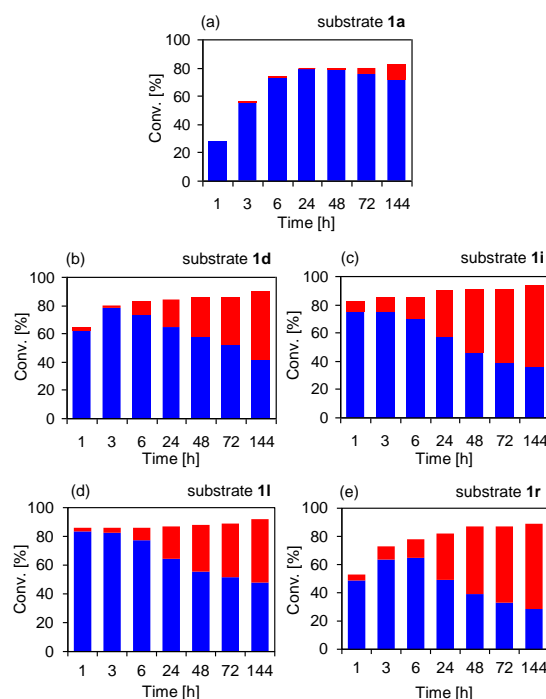 (a) substrate 1a
Conv. [%]
100
80
60
40
20
0
1 3 6 24 48 72 144
Time [h]
(b) substrate 1d
Conv. [%]
100
80
60
40
20
0
1 3 6 24 48 72 144
Time [h]
(c) substrate 1i
Conv. [%]
100
80
60
40
20
0
1 3 6 24 48 72 144
Time [h]
(d) substrate 1l
Conv. [%]
100
80
60
40
20
0
1 3 6 24 48 72 144
Time [h]
(e) substrate 1r
Conv. [%]
100
80
60
40
20
0
1 3 6 24 48 72 144
Time [h]